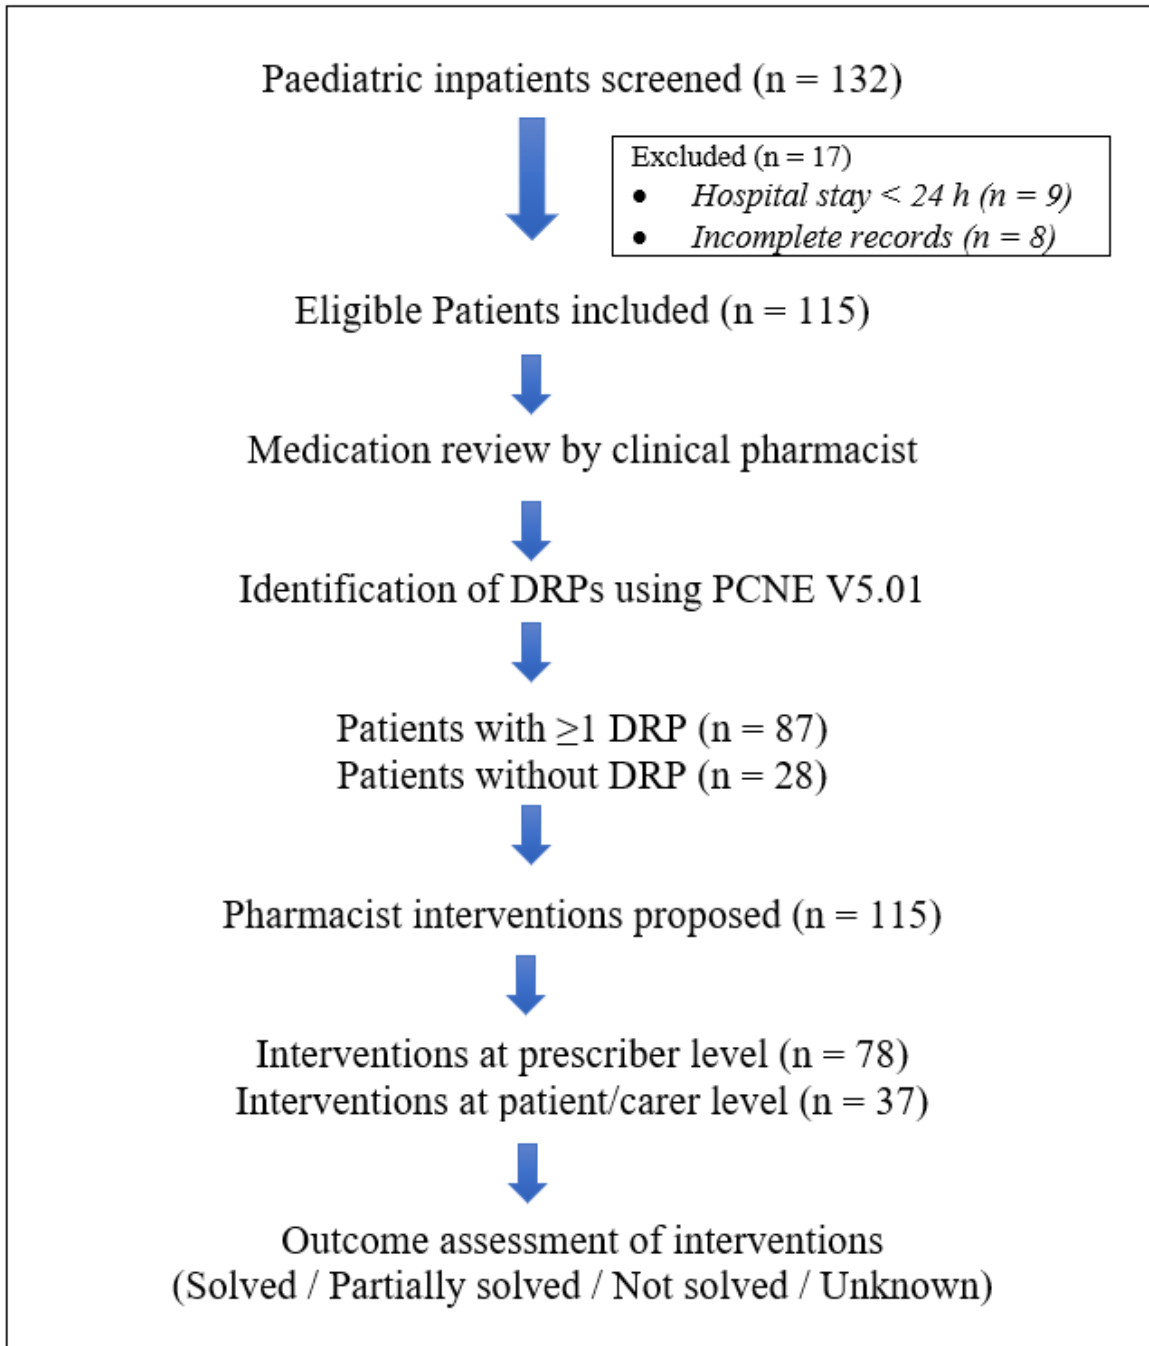 Paediatric inpatients screened (n = 132)
Excluded (n = 17)
• Hospital stay < 24 h (n = 9)
• Incomplete records (n = 8)
Eligible Patients included (n = 115)
Medication review by clinical pharmacist
Identification of DRPs using PCNE V5.01
Patients with ≥1 DRP (n = 87)
Patients without DRP (n = 28)
Pharmacist interventions proposed (n = 115)
Interventions at prescriber level (n = 78)
Interventions at patient/carer level (n = 37)
Outcome assessment of interventions
(Solved / Partially solved / Not solved / Unknown)